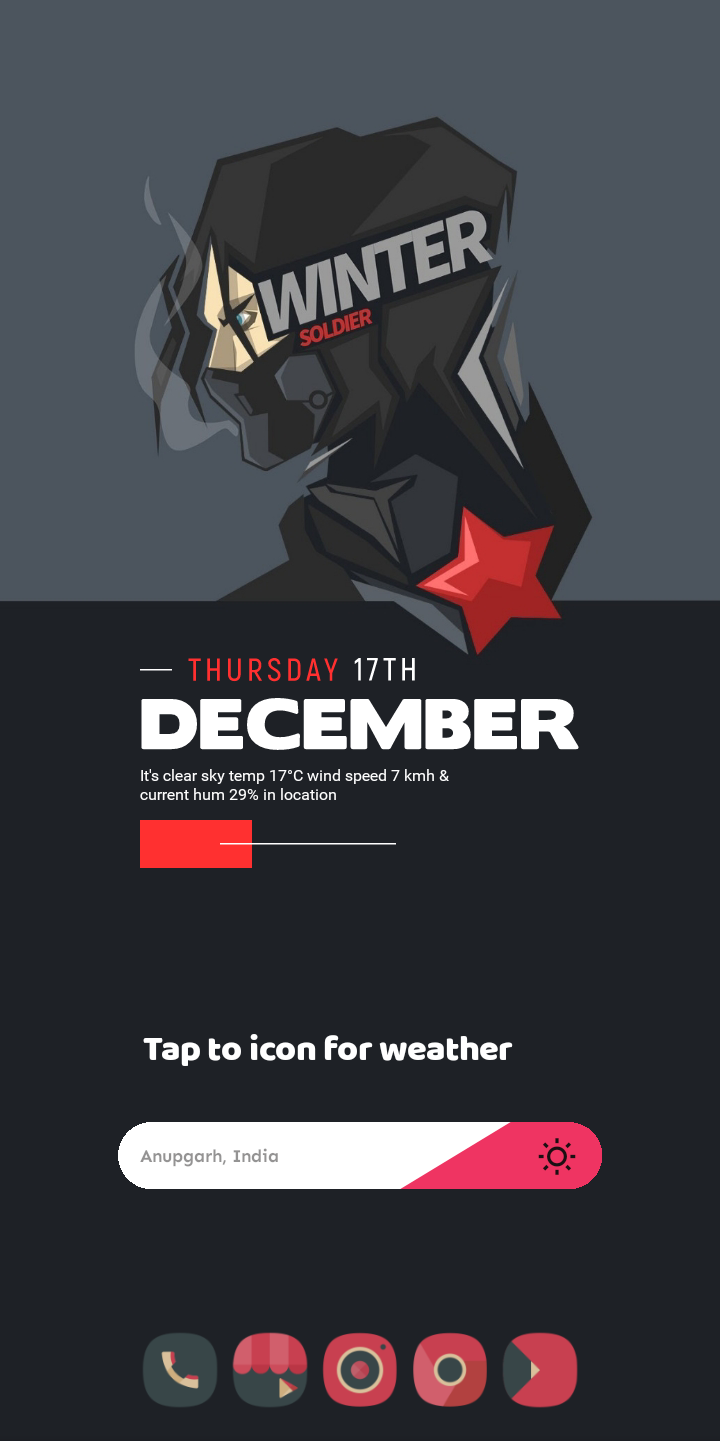 WINTER
SOLDIER
THURSDAY 17TH
DECEMBER
It's clear sky temp 17°C wind speed 7 kmh &
current hum 29% in location
Tap to icon for weather
Anupgarh, India